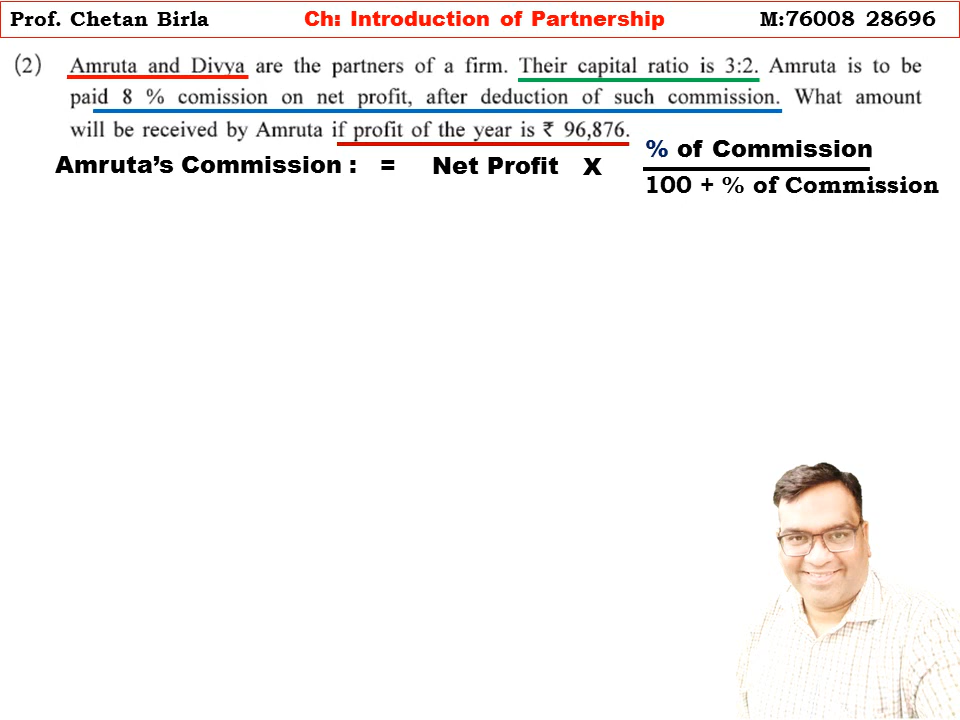 Prof. Chetan Birla Ch: Introduction of Partnership M:76008 28696
(2) Amruta and Divya are the partners of a firm. Their capital ratio is 3:2. Amruta is to be
paid 8 % comission on net profit, after deduction of such commission. What amount
will be received by Amruta if profit of the year is ₹ 96,876.
Amruta's Commission : = Net Profit X % of Commission
100 + % of Commission